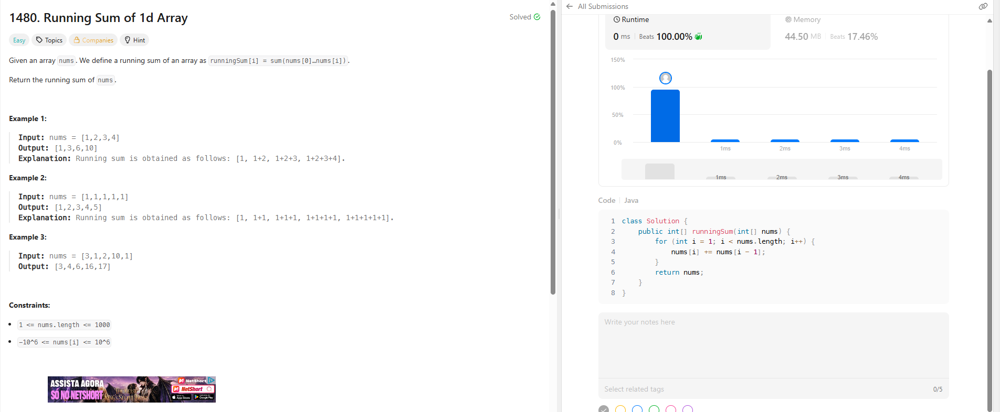 1480. Running Sum of 1d Array
Solved
Easy Topics Companies Hint
Given an array nums. We define a running sum of an array as runningSum[i] = sum(nums[0]…nums[i]).
Return the running sum of nums.
Example 1:
Input: nums = [1,2,3,4]
Output: [1,3,6,10]
Explanation: Running sum is obtained as follows: [1, 1+2, 1+2+3, 1+2+3+4].
Example 2:
Input: nums = [1,1,1,1,1]
Output: [1,2,3,4,5]
Explanation: Running sum is obtained as follows: [1, 1+1, 1+1+1, 1+1+1+1, 1+1+1+1+1].
Example 3:
Input: nums = [3,1,2,10,1]
Output: [3,4,6,16,17]
Constraints:
1 <= nums.length <= 1000
-10^6 <= nums[i] <= 10^6
ASSISTA AGORA
SÓ NO NETSHORT
NetShort
NetShort
App Store
Google Play
All Submissions
Runtime
0 ms Beats 100.00%
Memory
44.50 MB Beats 17.46%
150%
100%
50%
0%
1ms 2ms 3ms 4ms
1ms 2ms 3ms 4ms
Code Java
1 class Solution {
2     public int[] runningSum(int[] nums) {
3         for (int i = 1; i < nums.length; i++) {
4             nums[i] += nums[i - 1];
5         }
6         return nums;
7     }
8 }
Write your notes here
Select related tags
0/5